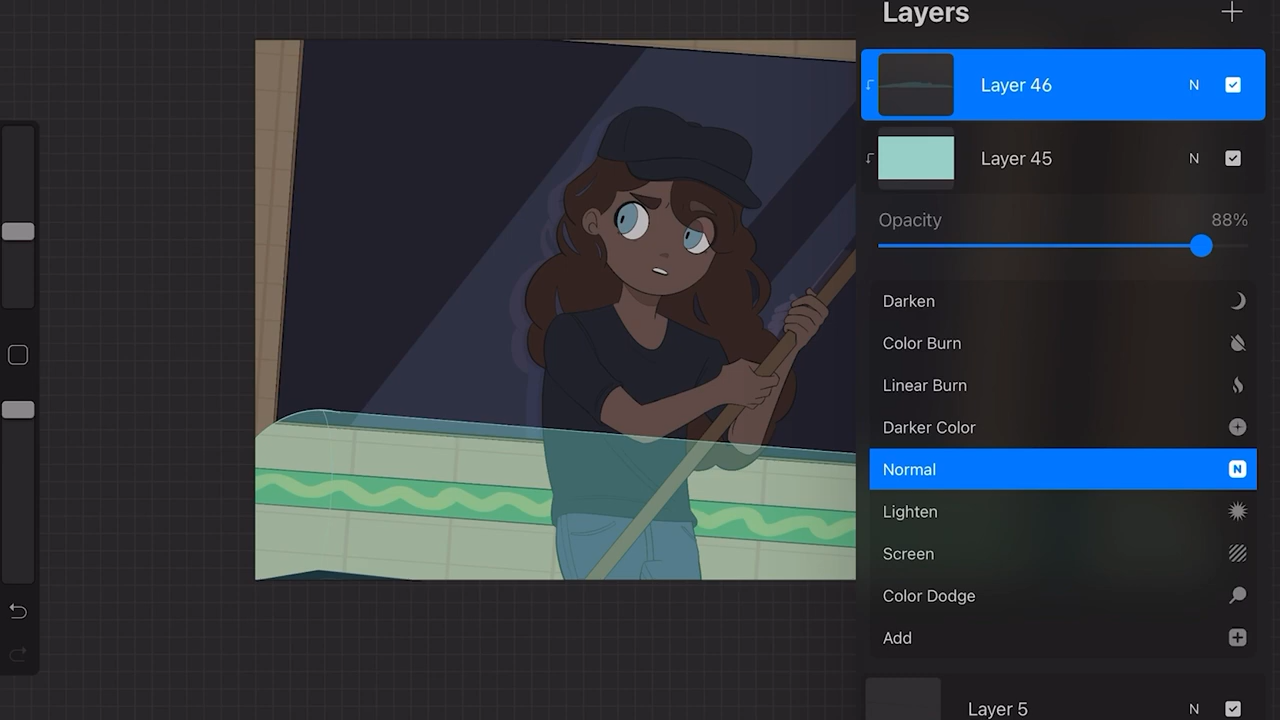 Layers
Layer 46
N
Layer 45
N
Opacity
88%
Darken
Color Burn
Linear Burn
Darker Color
Normal
N
Lighten
Screen
Color Dodge
Add
Layer 5
N